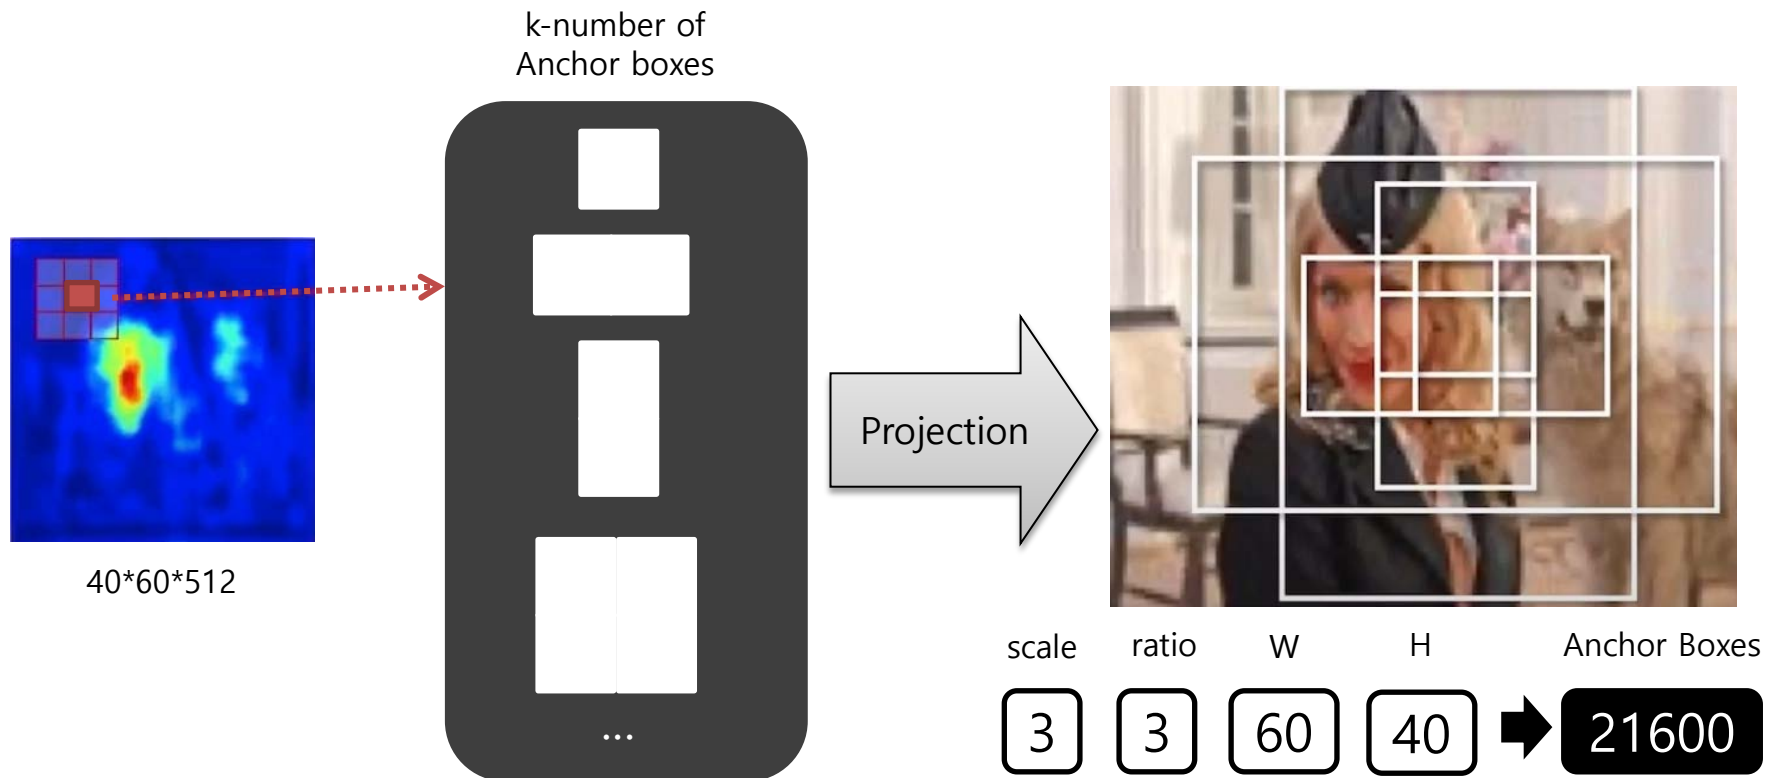 k-number of
Anchor boxes
40*60*512
...
Projection
scale ratio W H Anchor Boxes
3 3 60 40 21600